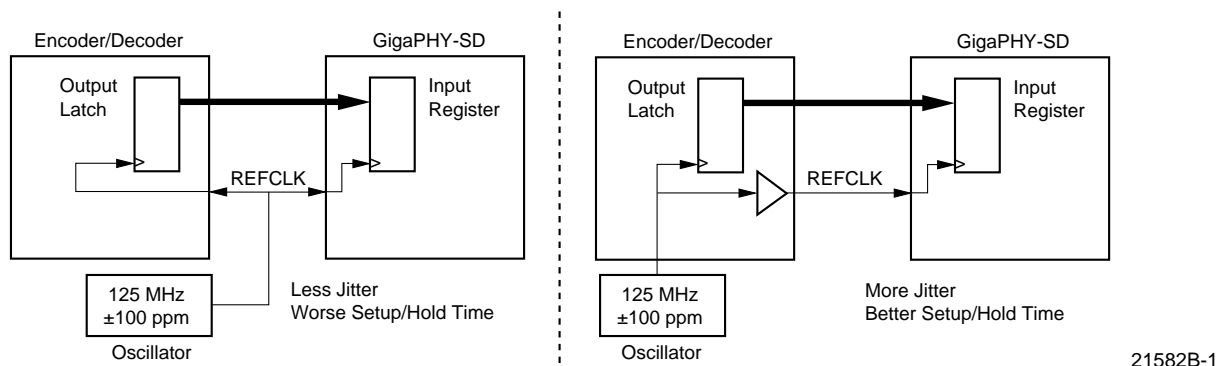 Encoder/Decoder
GigaPHY-SD
Output
Latch
Input
Register
REFCLK
125 MHz
±100 ppm
Oscillator
Less Jitter
Worse Setup/Hold Time
Encoder/Decoder
GigaPHY-SD
Output
Latch
Input
Register
REFCLK
125 MHz
±100 ppm
Oscillator
More Jitter
Better Setup/Hold Time
21582B-1